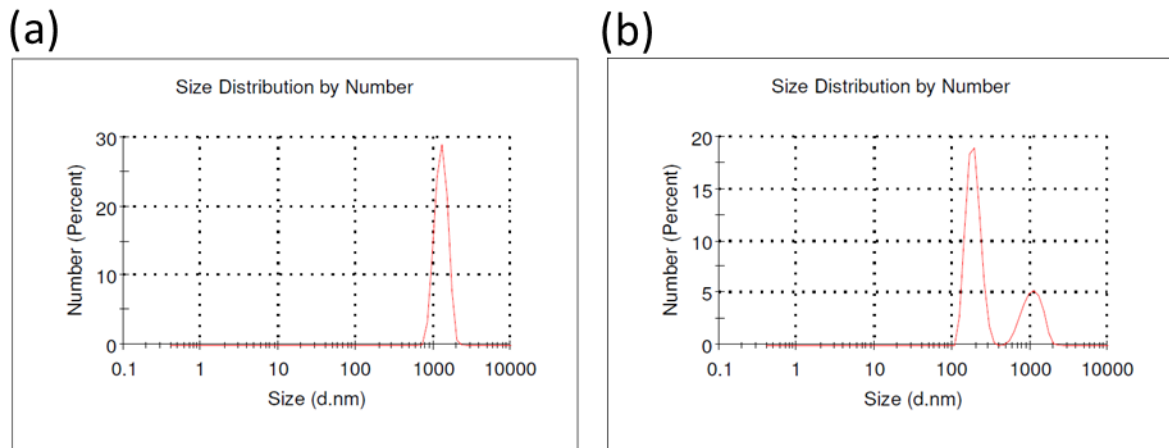 (a)
Size Distribution by Number
30
20
10
0
Number (Percent)
0.1 1 10 100 1000 10000
Size (d.nm)
(b)
Size Distribution by Number
20
15
10
5
0
Number (Percent)
0.1 1 10 100 1000 10000
Size (d.nm)